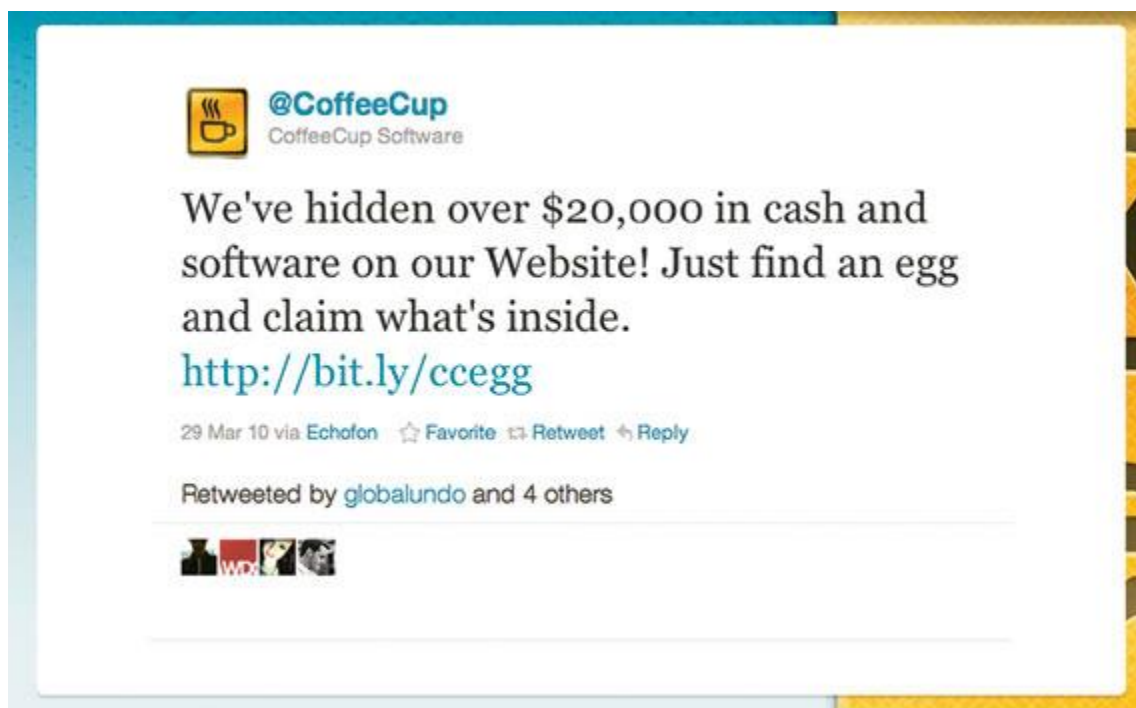 @CoffeeCup
CoffeeCup Software
We've hidden over $20,000 in cash and
software on our Website! Just find an egg
and claim what's inside.
http://bit.ly/ccegg
29 Mar 10 via Echofon Favorite Retweet Reply
Retweeted by globalundo and 4 others